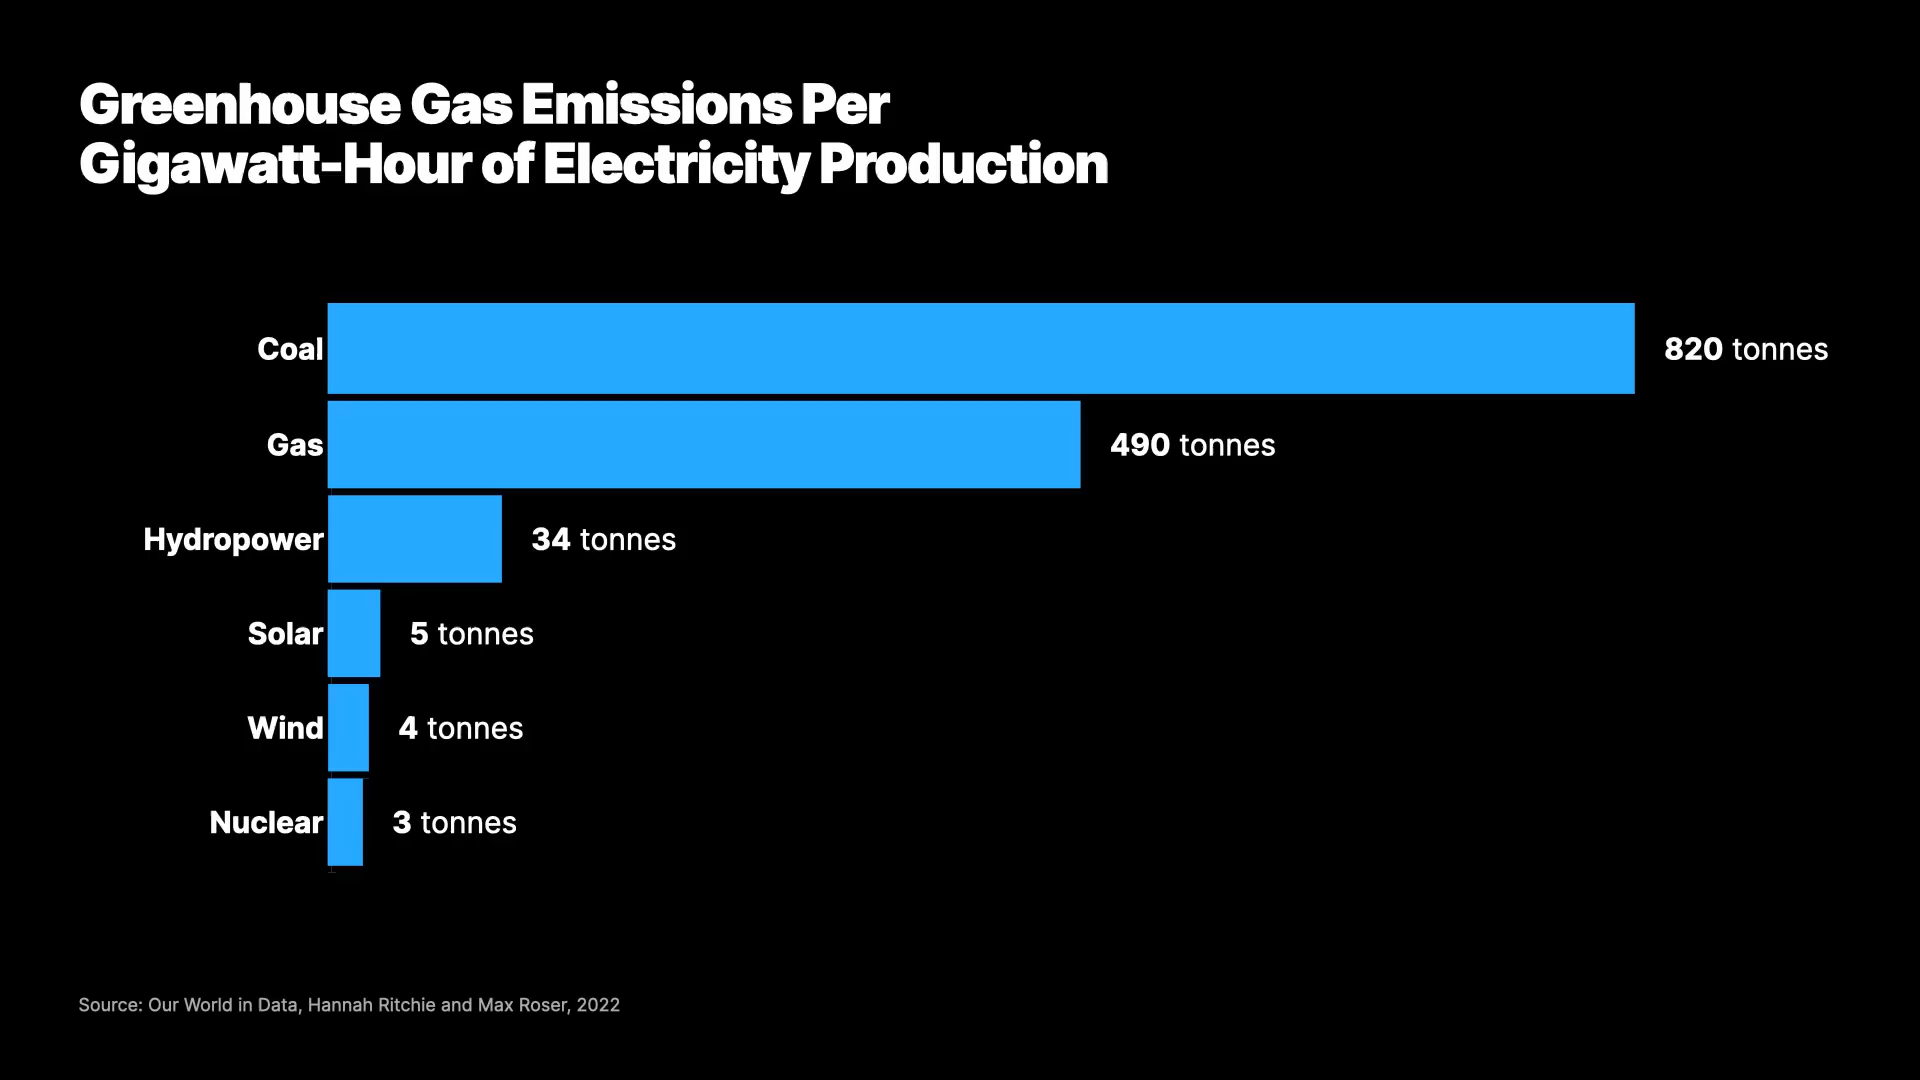 Greenhouse Gas Emissions Per
Gigawatt-Hour of Electricity Production
Coal 820 tonnes
Gas 490 tonnes
Hydropower 34 tonnes
Solar 5 tonnes
Wind 4 tonnes
Nuclear 3 tonnes
Source: Our World in Data, Hannah Ritchie and Max Roser, 2022